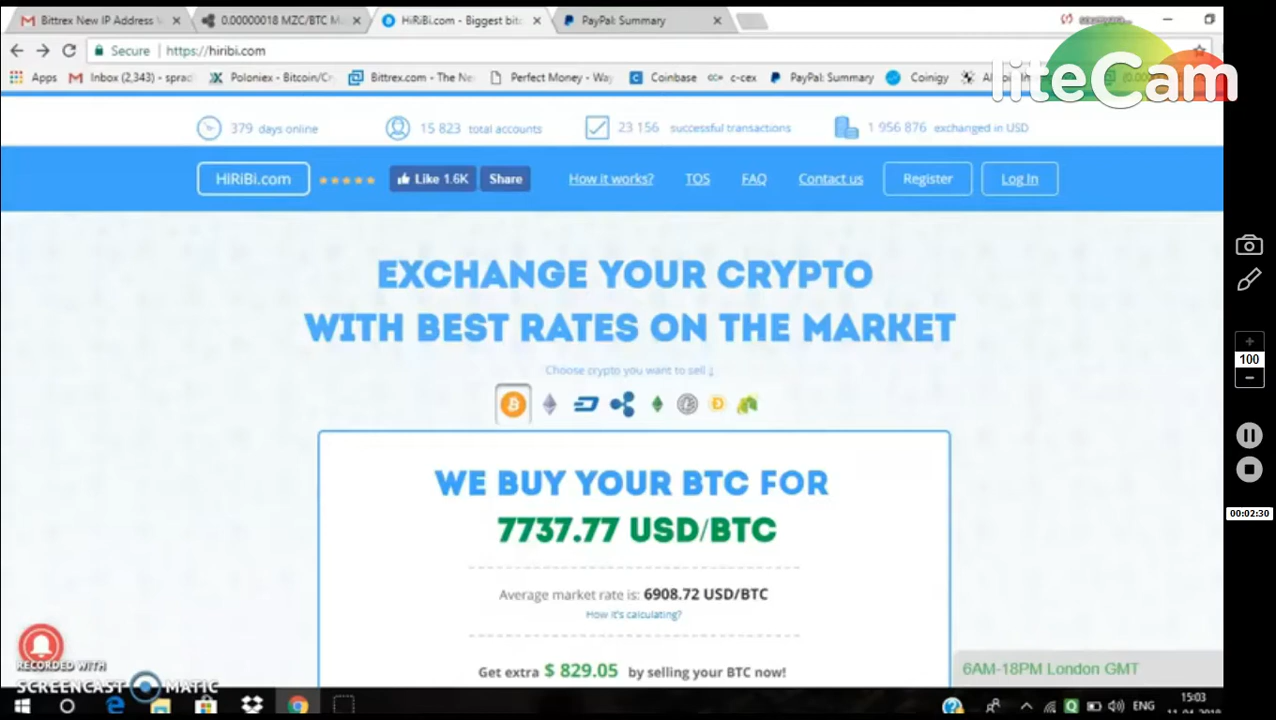 Bittrex New IP Address
0.00000018 MZC/BTC M
HiRiBi.com - Biggest bit
PayPal: Summary
Secure | https://hiribi.com
Apps
Inbox (2,343) - sprad
Poloniex - Bitcoin/Cr
Bittrex.com - The Ne
Perfect Money - Way
Coinbase
c-cex
PayPal: Summary
Coinigy
liteCam
379 days online
15 823 total accounts
23 156 successful transactions
1 956 876 exchanged in USD
HiRiBi.com
Like 1.6K
Share
How it works?
TOS
FAQ
Contact us
Register
Log In
EXCHANGE YOUR CRYPTO
WITH BEST RATES ON THE MARKET
Choose crypto you want to sell ↓
100
WE BUY YOUR BTC FOR
7737.77 USD/BTC
00:02:30
Average market rate is: 6908.72 USD/BTC
How it's calculating?
Get extra $ 829.05 by selling your BTC now!
6AM-18PM London GMT
RECORDED WITH
SCREENCAST MATIC
ENG
15:03